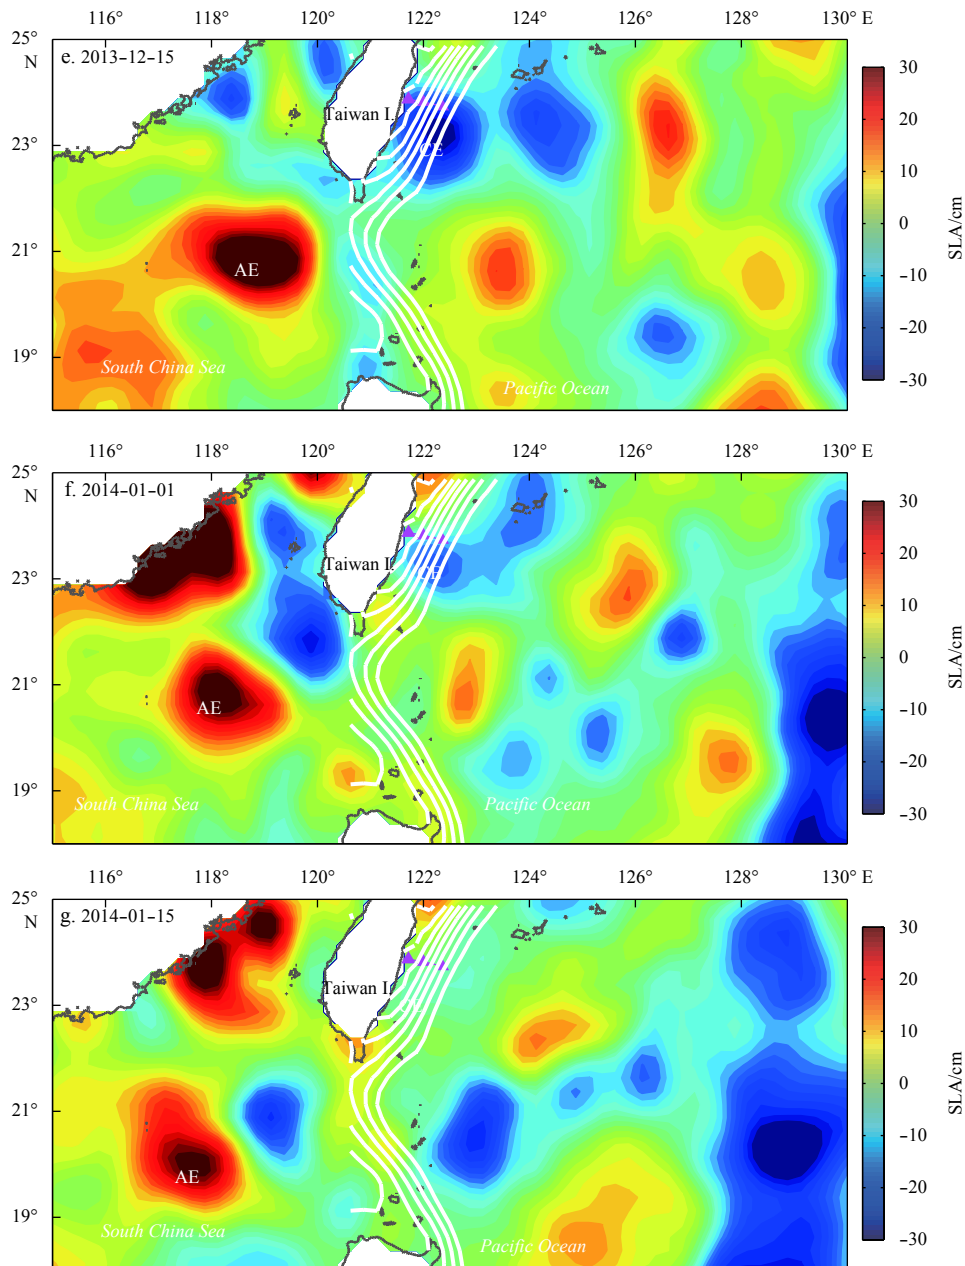 116° 118° 120° 122° 124° 126° 128° 130° E
25°
N
e. 2013-12-15
Taiwan I.
CE
23°
21°
AE
19°
South China Sea
Pacific Ocean
30
20
10
0
-10
-20
-30
SLA/cm
116° 118° 120° 122° 124° 126° 128° 130° E
25°
N
f. 2014-01-01
Taiwan I.
CE
23°
21°
AE
19°
South China Sea
Pacific Ocean
30
20
10
0
-10
-20
-30
SLA/cm
116° 118° 120° 122° 124° 126° 128° 130° E
25°
N
g. 2014-01-15
Taiwan I.
23°
21°
AE
19°
South China Sea
Pacific Ocean
30
20
10
0
-10
-20
-30
SLA/cm